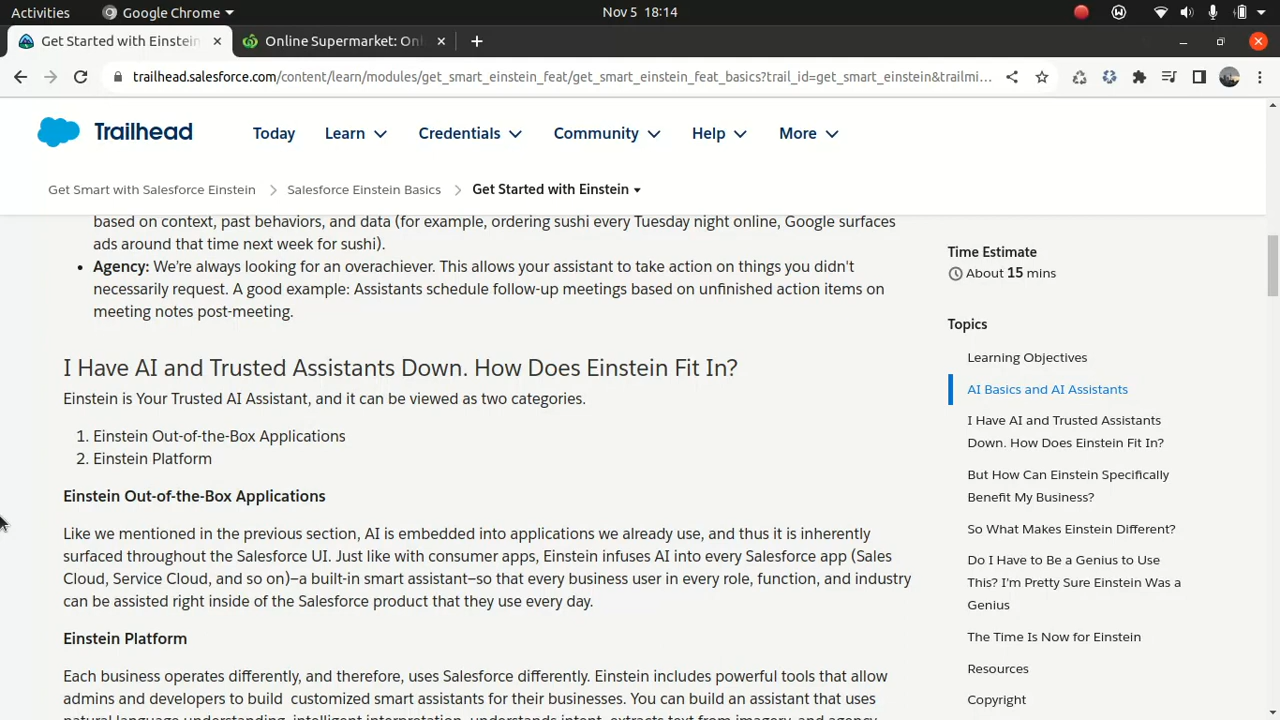 Activities
Google Chrome
Nov 5 18:14
Get Started with Einstein
Online Supermarket: Onl
trailhead.salesforce.com/content/learn/modules/get_smart_einstein_feat/get_smart_einstein_feat_basics?trail_id=get_smart_einstein&trailmi...
Trailhead
Today
Learn
Credentials
Community
Help
More
Get Smart with Salesforce Einstein
Salesforce Einstein Basics
Get Started with Einstein
based on context, past behaviors, and data (for example, ordering sushi every Tuesday night online, Google surfaces
ads around that time next week for sushi).
• Agency: We’re always looking for an overachiever. This allows your assistant to take action on things you didn’t
necessarily request. A good example: Assistants schedule follow-up meetings based on unfinished action items on
meeting notes post-meeting.
I Have AI and Trusted Assistants Down. How Does Einstein Fit In?
Einstein is Your Trusted AI Assistant, and it can be viewed as two categories.
1. Einstein Out-of-the-Box Applications
2. Einstein Platform
Einstein Out-of-the-Box Applications
Like we mentioned in the previous section, AI is embedded into applications we already use, and thus it is inherently
surfaced throughout the Salesforce UI. Just like with consumer apps, Einstein infuses AI into every Salesforce app (Sales
Cloud, Service Cloud, and so on)—a built-in smart assistant—so that every business user in every role, function, and industry
can be assisted right inside of the Salesforce product that they use every day.
Einstein Platform
Each business operates differently, and therefore, uses Salesforce differently. Einstein includes powerful tools that allow
admins and developers to build customized smart assistants for their businesses. You can build an assistant that uses
natural language understanding, intelligent interpretation, understands intent, extracts text from imagery, and agency
Time Estimate
About 15 mins
Topics
Learning Objectives
AI Basics and AI Assistants
I Have AI and Trusted Assistants
Down. How Does Einstein Fit In?
But How Can Einstein Specifically
Benefit My Business?
So What Makes Einstein Different?
Do I Have to Be a Genius to Use
This? I’m Pretty Sure Einstein Was a
Genius
The Time Is Now for Einstein
Resources
Copyright